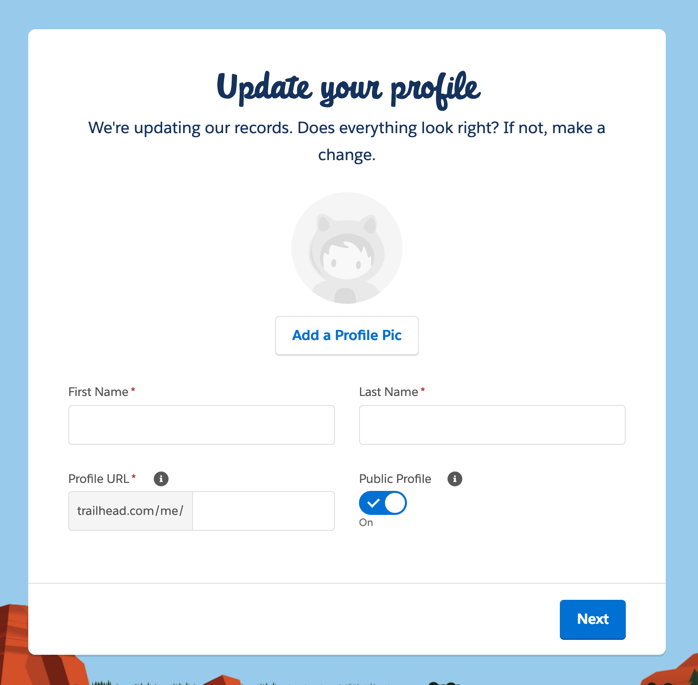 Update your profile
We're updating our records. Does everything look right? If not, make a
change.
Add a Profile Pic
First Name*
Last Name*
Profile URL*
Public Profile
trailhead.com/me/
On
Next